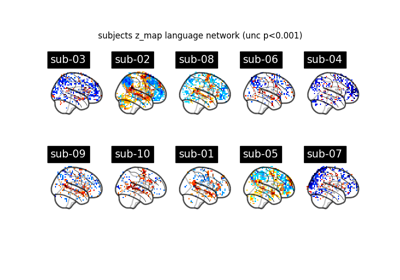 subjects z_map language network (unc p<0.001)
sub-03 sub-02 sub-08 sub-06 sub-04
sub-09 sub-10 sub-01 sub-05 sub-07